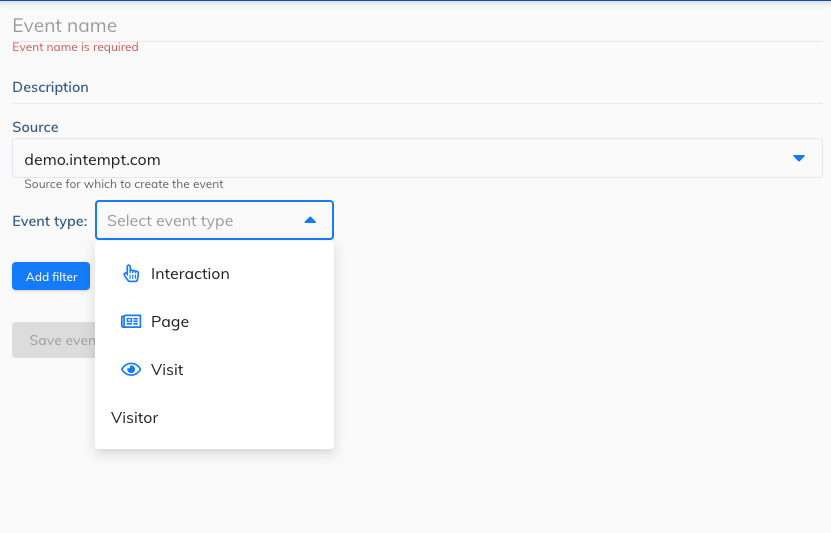 Event name
Event name is required
Description
Source
demo.intempt.com
Source for which to create the event
Event type: Select event type
Interaction
Add filter
Page
Save even
Visit
Visitor